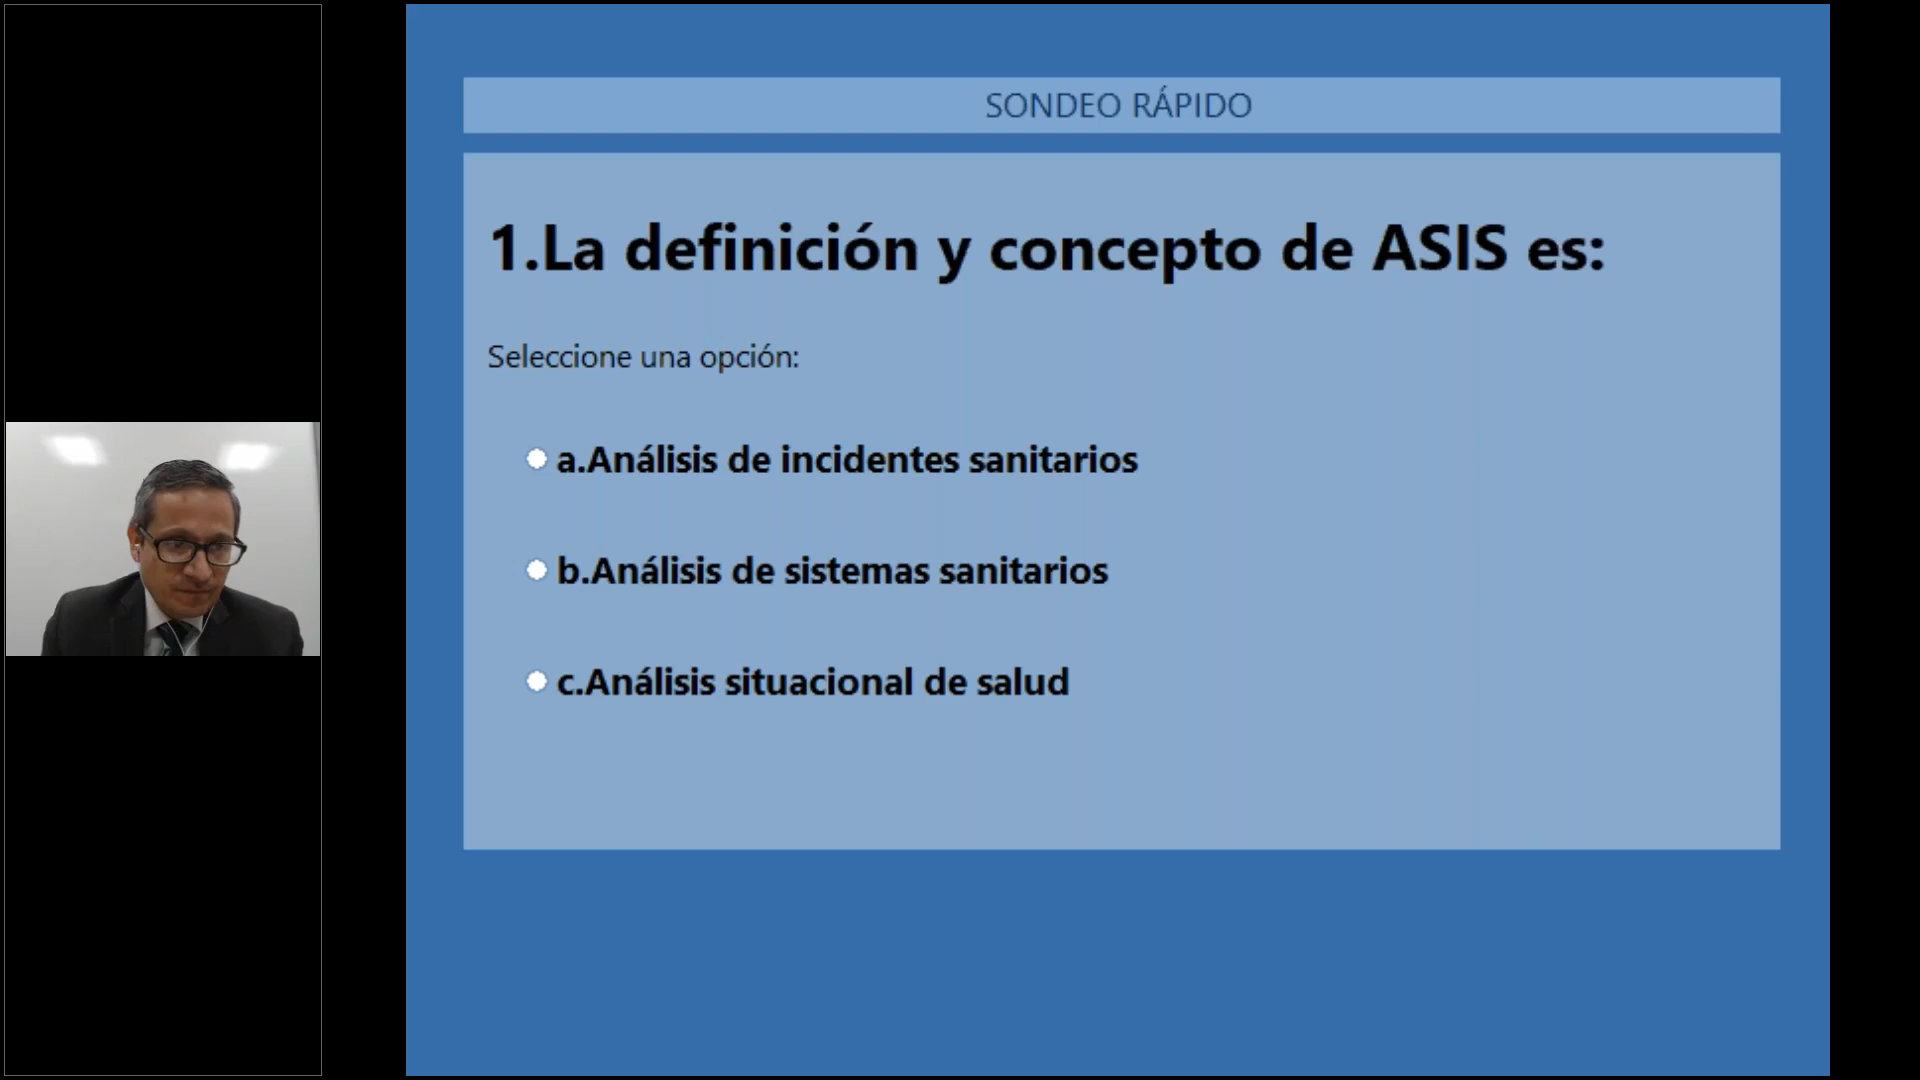 SONDEO RÁPIDO
1.La definición y concepto de ASIS es:
Seleccione una opción:
a.Análisis de incidentes sanitarios
b.Análisis de sistemas sanitarios
c.Análisis situacional de salud